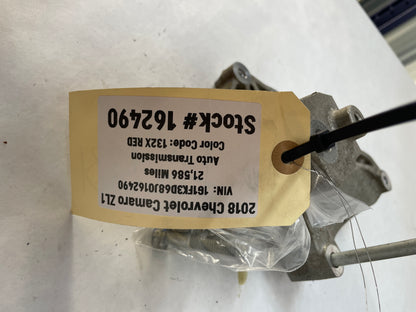 2018 Chevrolet Camaro ZL1
VIN: 1G1FK3D68J0162490
21,586 Miles
Auto Transmission
Color Code: 132X RED
Stock# 162490